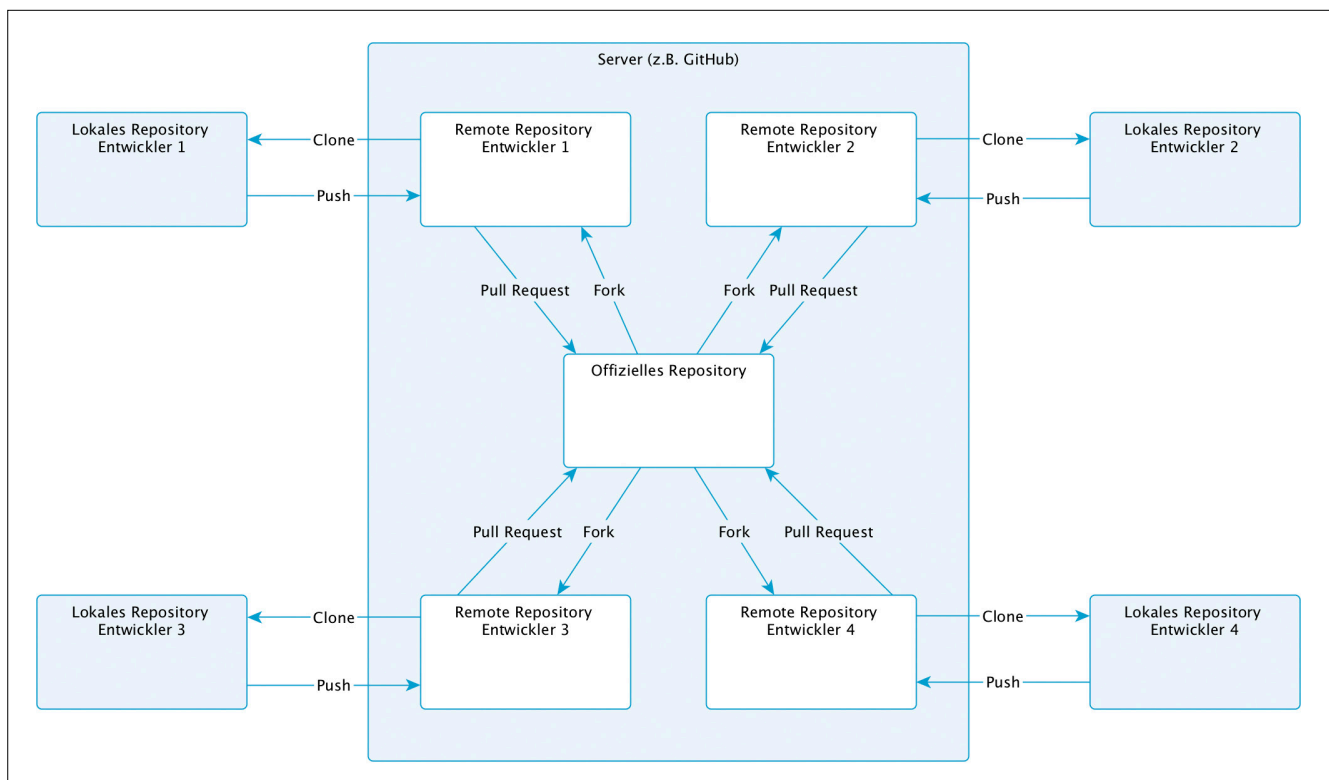 Server (z.B. GitHub)
Lokales Repository
Entwickler 1
Clone
Push
Remote Repository
Entwickler 1
Remote Repository
Entwickler 2
Clone
Push
Lokales Repository
Entwickler 2
Pull Request
Fork
Fork
Pull Request
Offizielles Repository
Pull Request
Fork
Fork
Pull Request
Lokales Repository
Entwickler 3
Clone
Push
Remote Repository
Entwickler 3
Remote Repository
Entwickler 4
Clone
Push
Lokales Repository
Entwickler 4